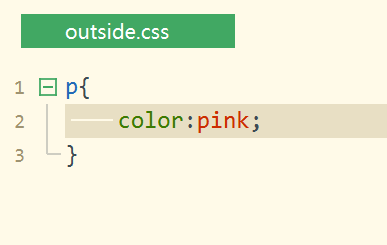 outside.css
1 p{
2 color:pink;
3 }